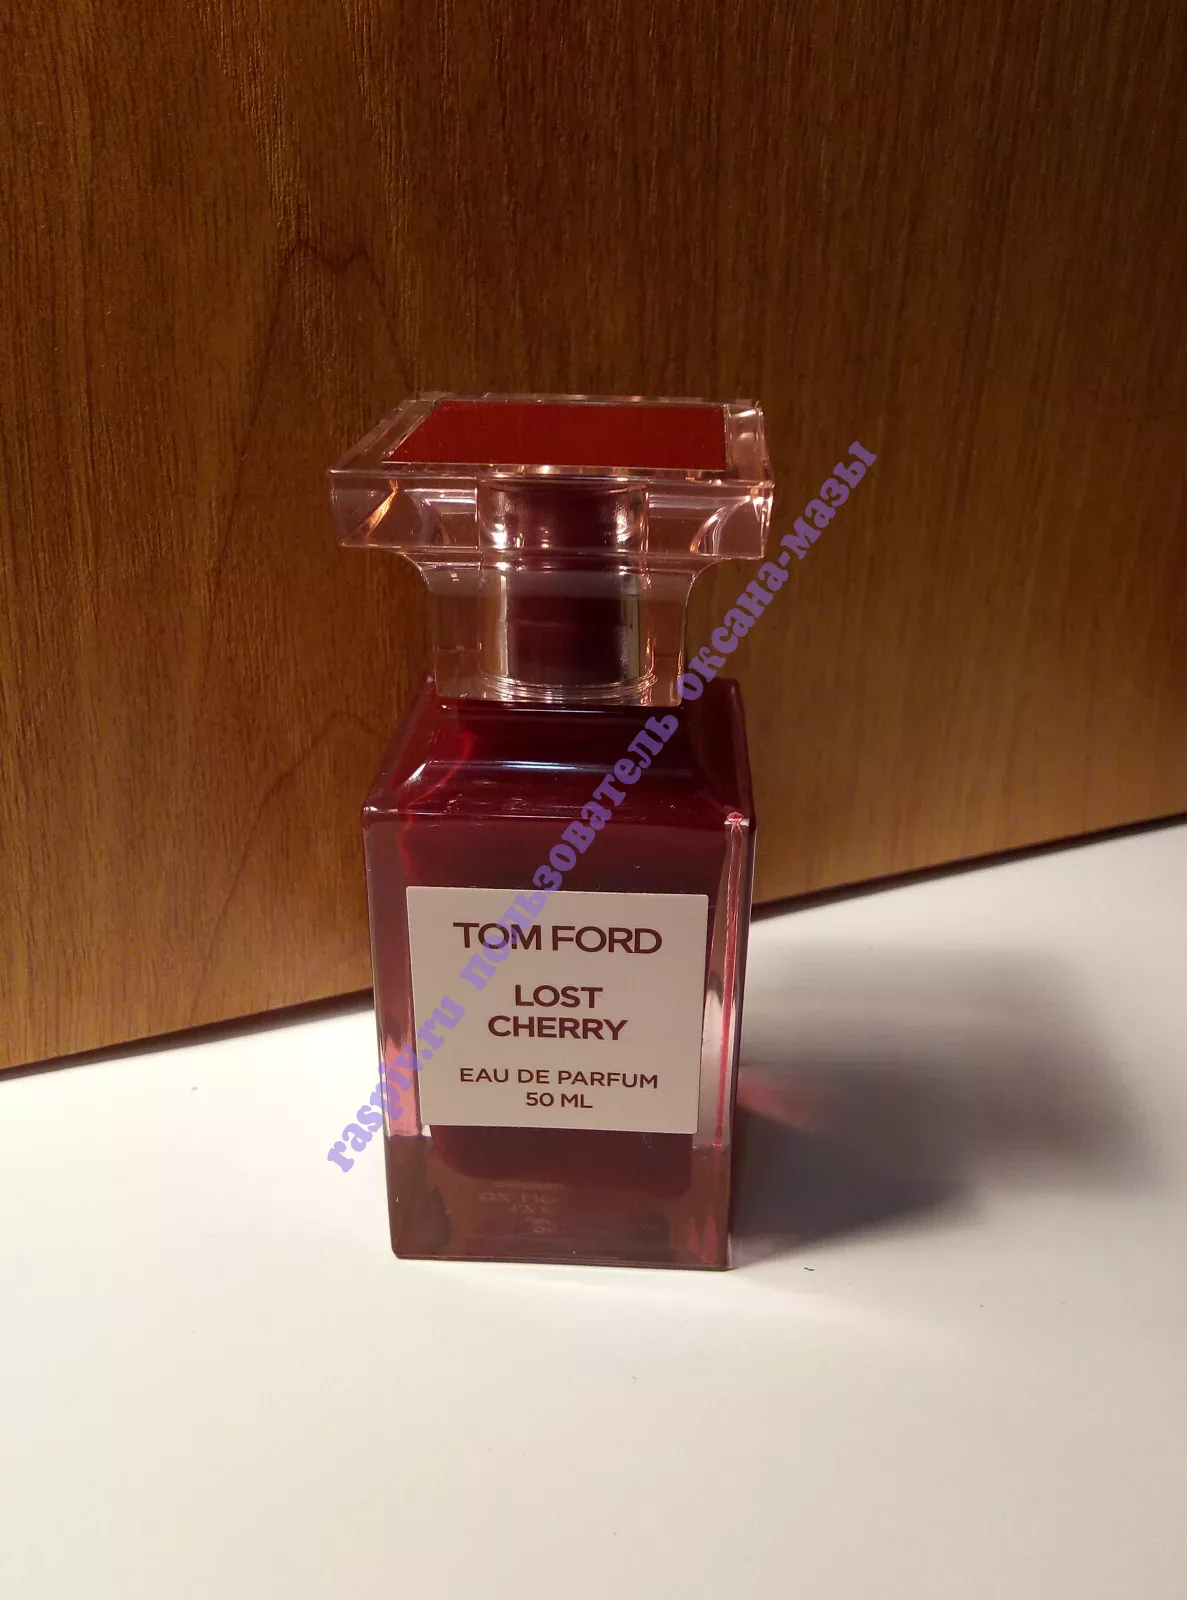 TOM FORD
LOST
CHERRY
EAU DE PARFUM
50 ML
raspiv.ru пользователь оксана-мазы